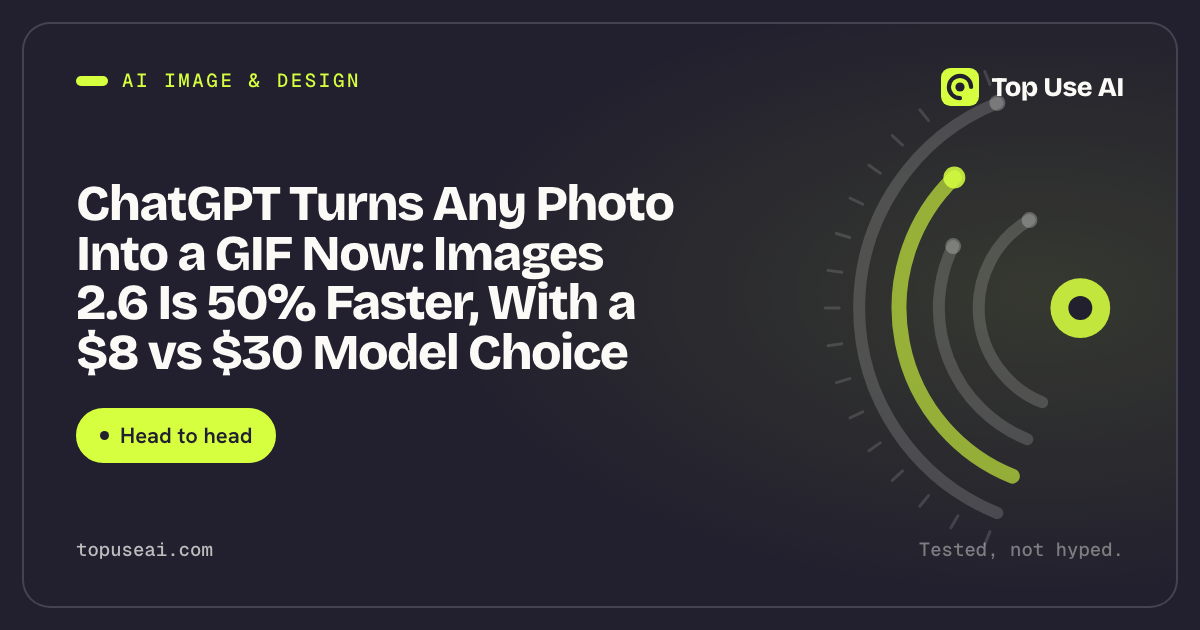 AI IMAGE & DESIGN
Top Use AI
ChatGPT Turns Any Photo
Into a GIF Now: Images
2.6 Is 50% Faster, With a
$8 vs $30 Model Choice
Head to head
topuseai.com
Tested, not hyped.